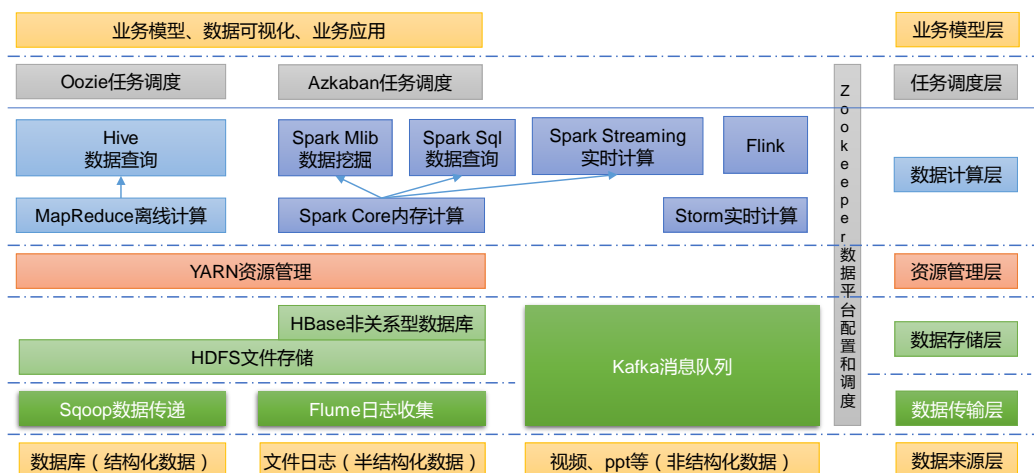 业务模型、数据可视化、业务应用
业务模型层
Oozie任务调度
Azkaban任务调度
任务调度层
Hive
数据查询
Spark Mlib
数据挖掘
Spark Sql
数据查询
Spark Streaming
实时计算
Flink
数据计算层
MapReduce离线计算
Spark Core内存计算
Storm实时计算
Zookeeper数据平台配置和调度
YARN资源管理
资源管理层
HBase非关系型数据库
HDFS文件存储
Kafka消息队列
数据存储层
Sqoop数据传递
Flume日志收集
数据传输层
数据库（结构化数据）
文件日志（半结构化数据）
视频、ppt等（非结构化数据）
数据来源层